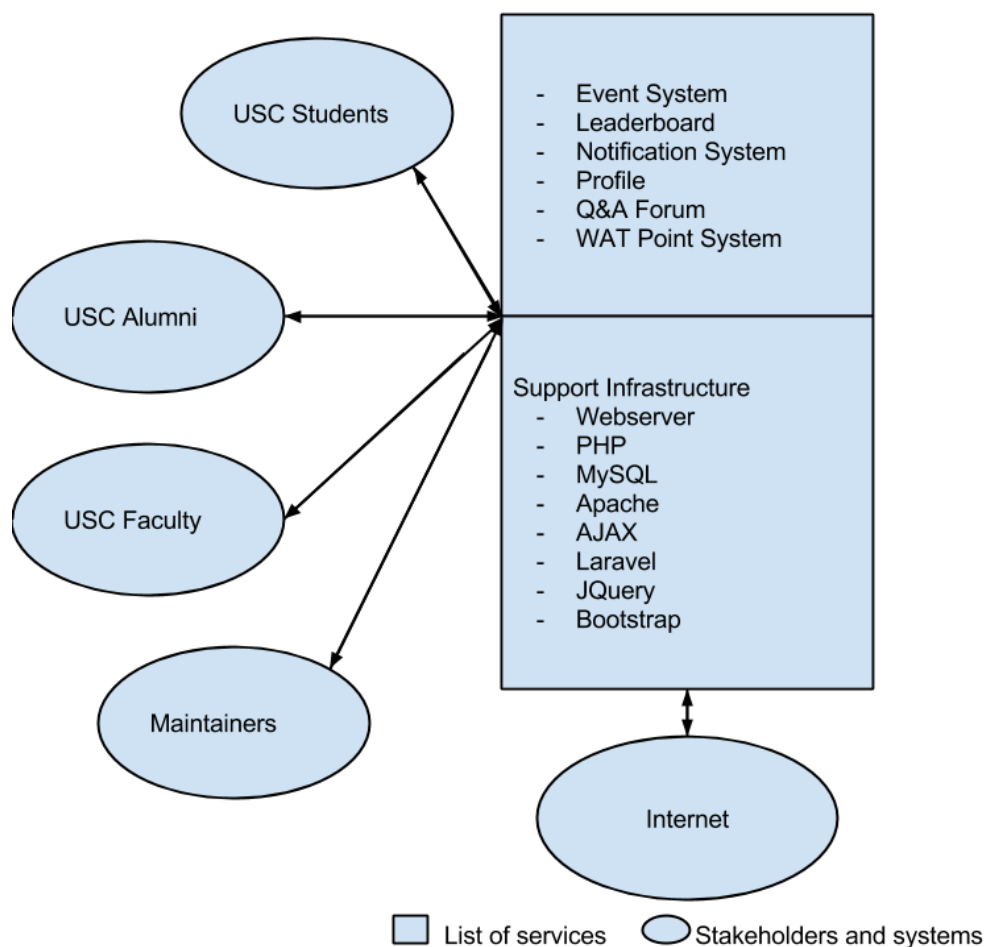 USC Students
USC Alumni
USC Faculty
Maintainers
- Event System
- Leaderboard
- Notification System
- Profile
- Q&A Forum
- WAT Point System
Support Infrastructure
- Webserver
- PHP
- MySQL
- Apache
- AJAX
- Laravel
- JQuery
- Bootstrap
Internet
List of services
Stakeholders and systems